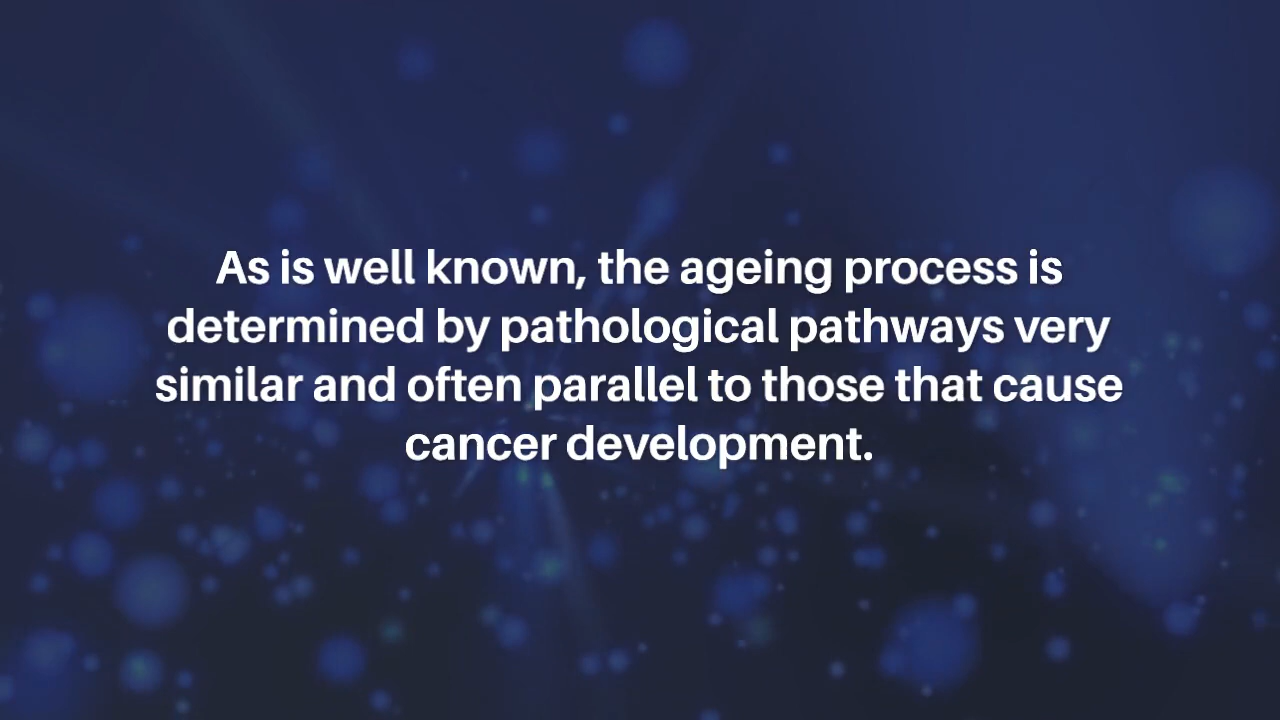 As is well known, the ageing process is
determined by pathological pathways very
similar and often parallel to those that cause
cancer development.